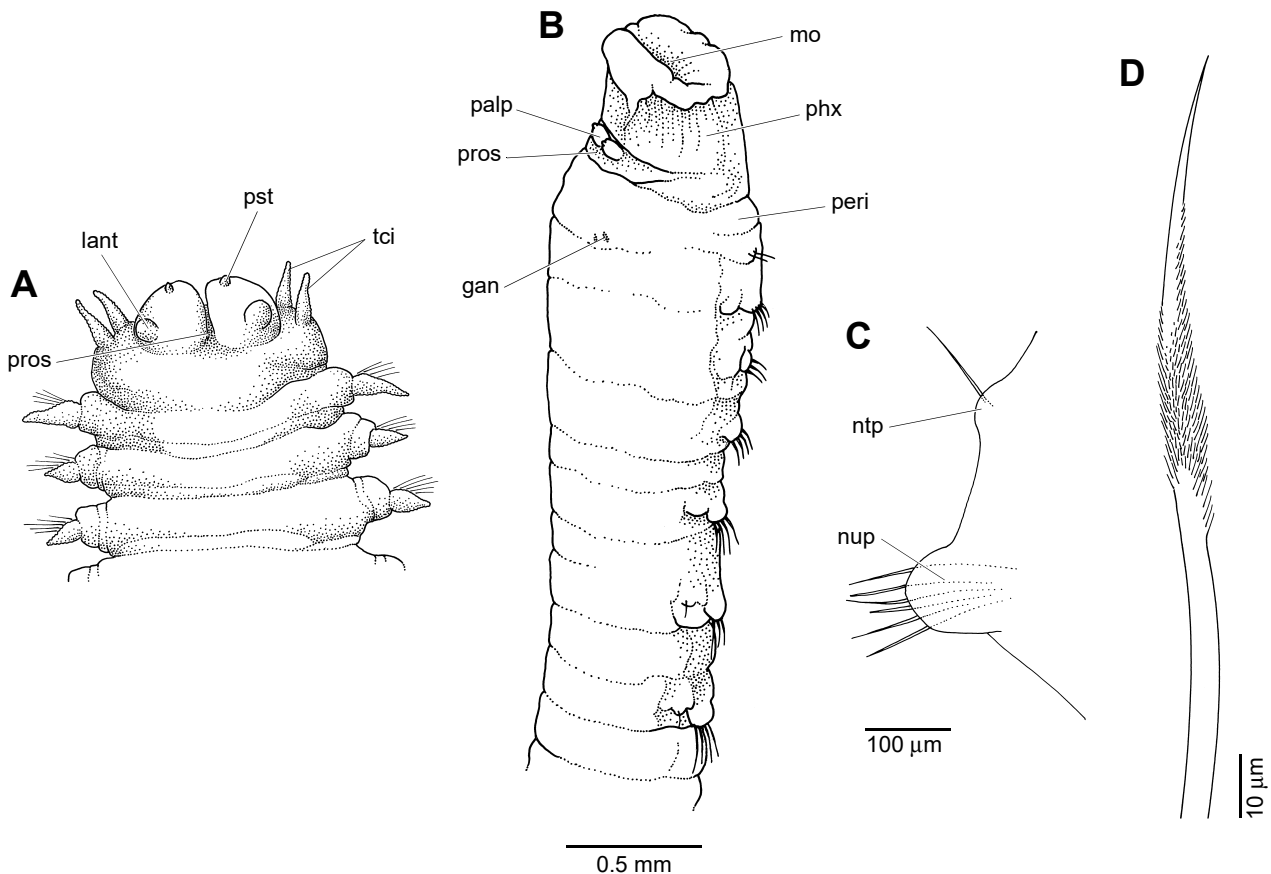 A
pst
lant
tci
pros
B
mo
palp
phx
pros
peri
gan
0.5 mm
C
ntp
nup
100 µm
D
10 µm